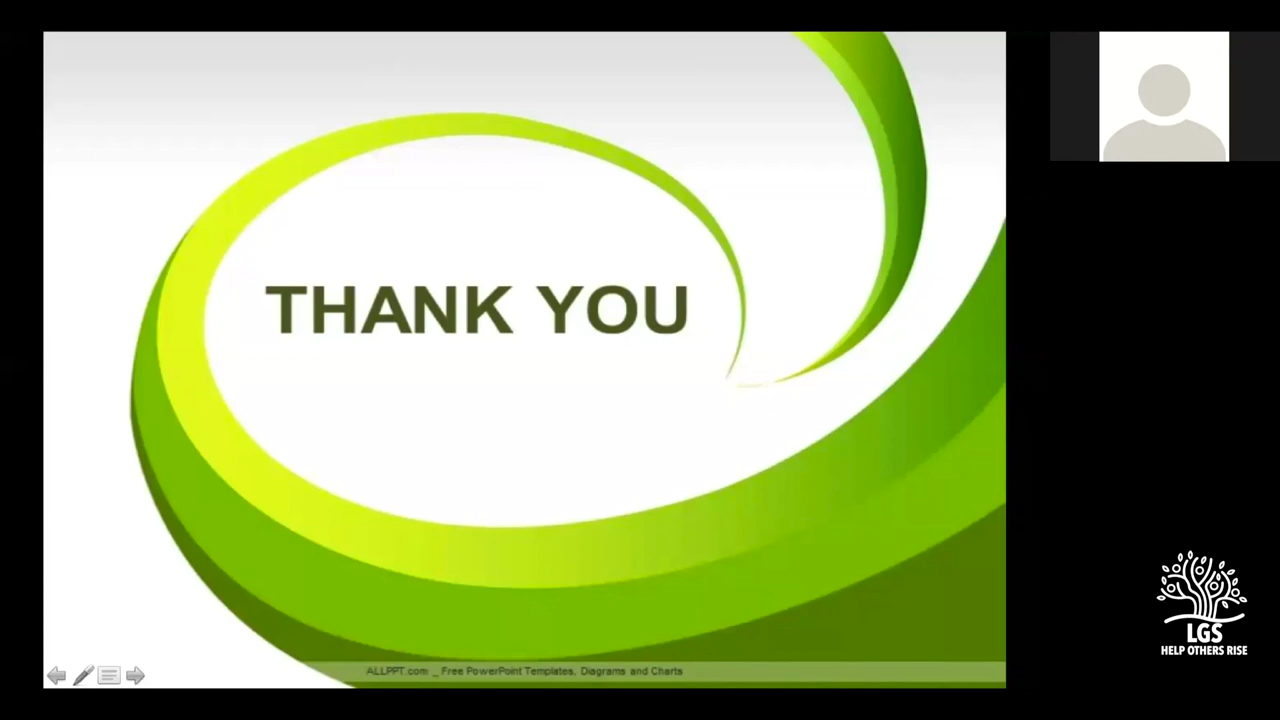 THANK YOU
ALLPPT.com _ Free PowerPoint Templates, Diagrams and Charts
LGS
HELP OTHERS RISE